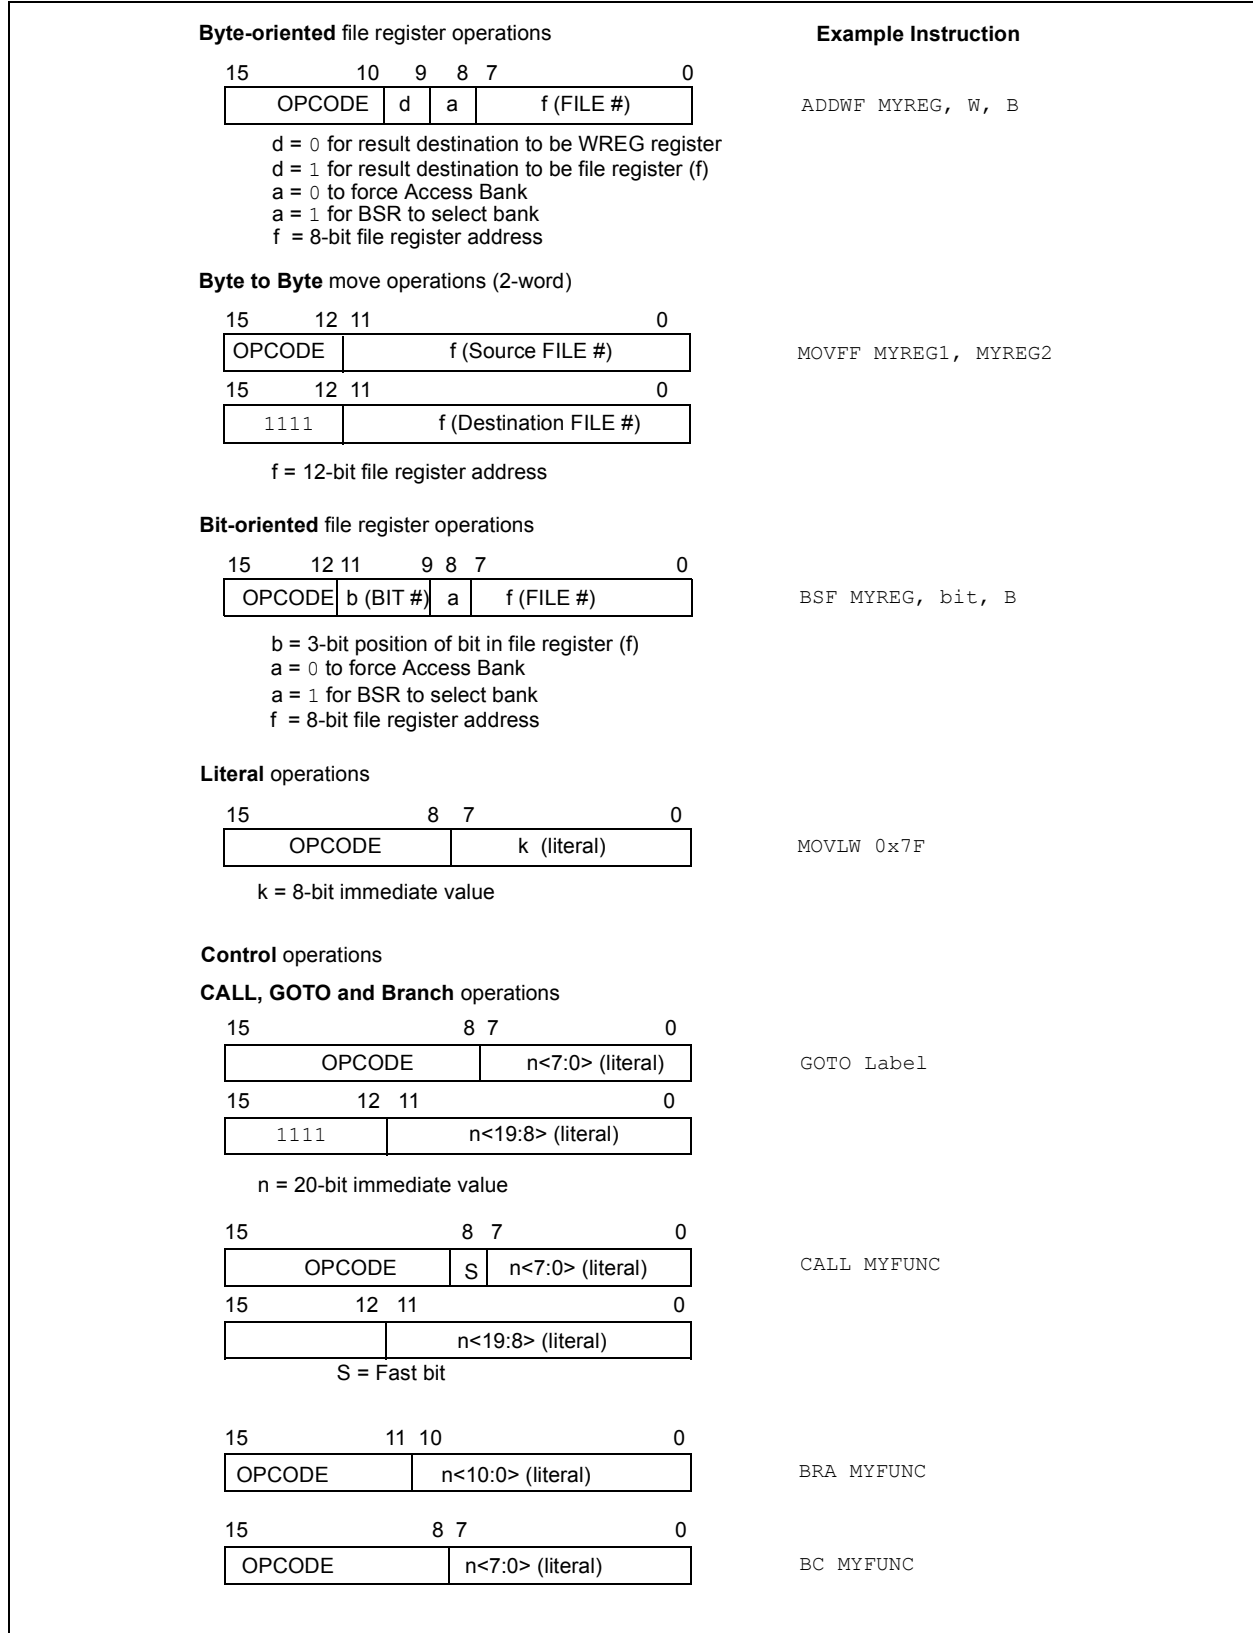 Byte-oriented file register operations Example Instruction
15 10 9 8 7 0
OPCODE d a f (FILE #) ADDWF MYREG, W, B
d = 0 for result destination to be WREG register
d = 1 for result destination to be file register (f)
a = 0 to force Access Bank
a = 1 for BSR to select bank
f = 8-bit file register address
Byte to Byte move operations (2-word)
15 12 11 0
OPCODE f (Source FILE #) MOVFF MYREG1, MYREG2
15 12 11 0
1111 f (Destination FILE #)
f = 12-bit file register address
Bit-oriented file register operations
15 12 11 9 8 7 0
OPCODE b (BIT #) a f (FILE #) BSF MYREG, bit, B
b = 3-bit position of bit in file register (f)
a = 0 to force Access Bank
a = 1 for BSR to select bank
f = 8-bit file register address
Literal operations
15 8 7 0
OPCODE k (literal) MOVLW 0x7F
k = 8-bit immediate value
Control operations
CALL, GOTO and Branch operations
15 8 7 0
OPCODE n<7:0> (literal) GOTO Label
15 12 11 0
1111 n<19:8> (literal)
n = 20-bit immediate value
15 8 7 0
OPCODE S n<7:0> (literal) CALL MYFUNC
15 12 11 0
n<19:8> (literal)
S = Fast bit
15 11 10 0
OPCODE n<10:0> (literal) BRA MYFUNC
15 8 7 0
OPCODE n<7:0> (literal) BC MYFUNC